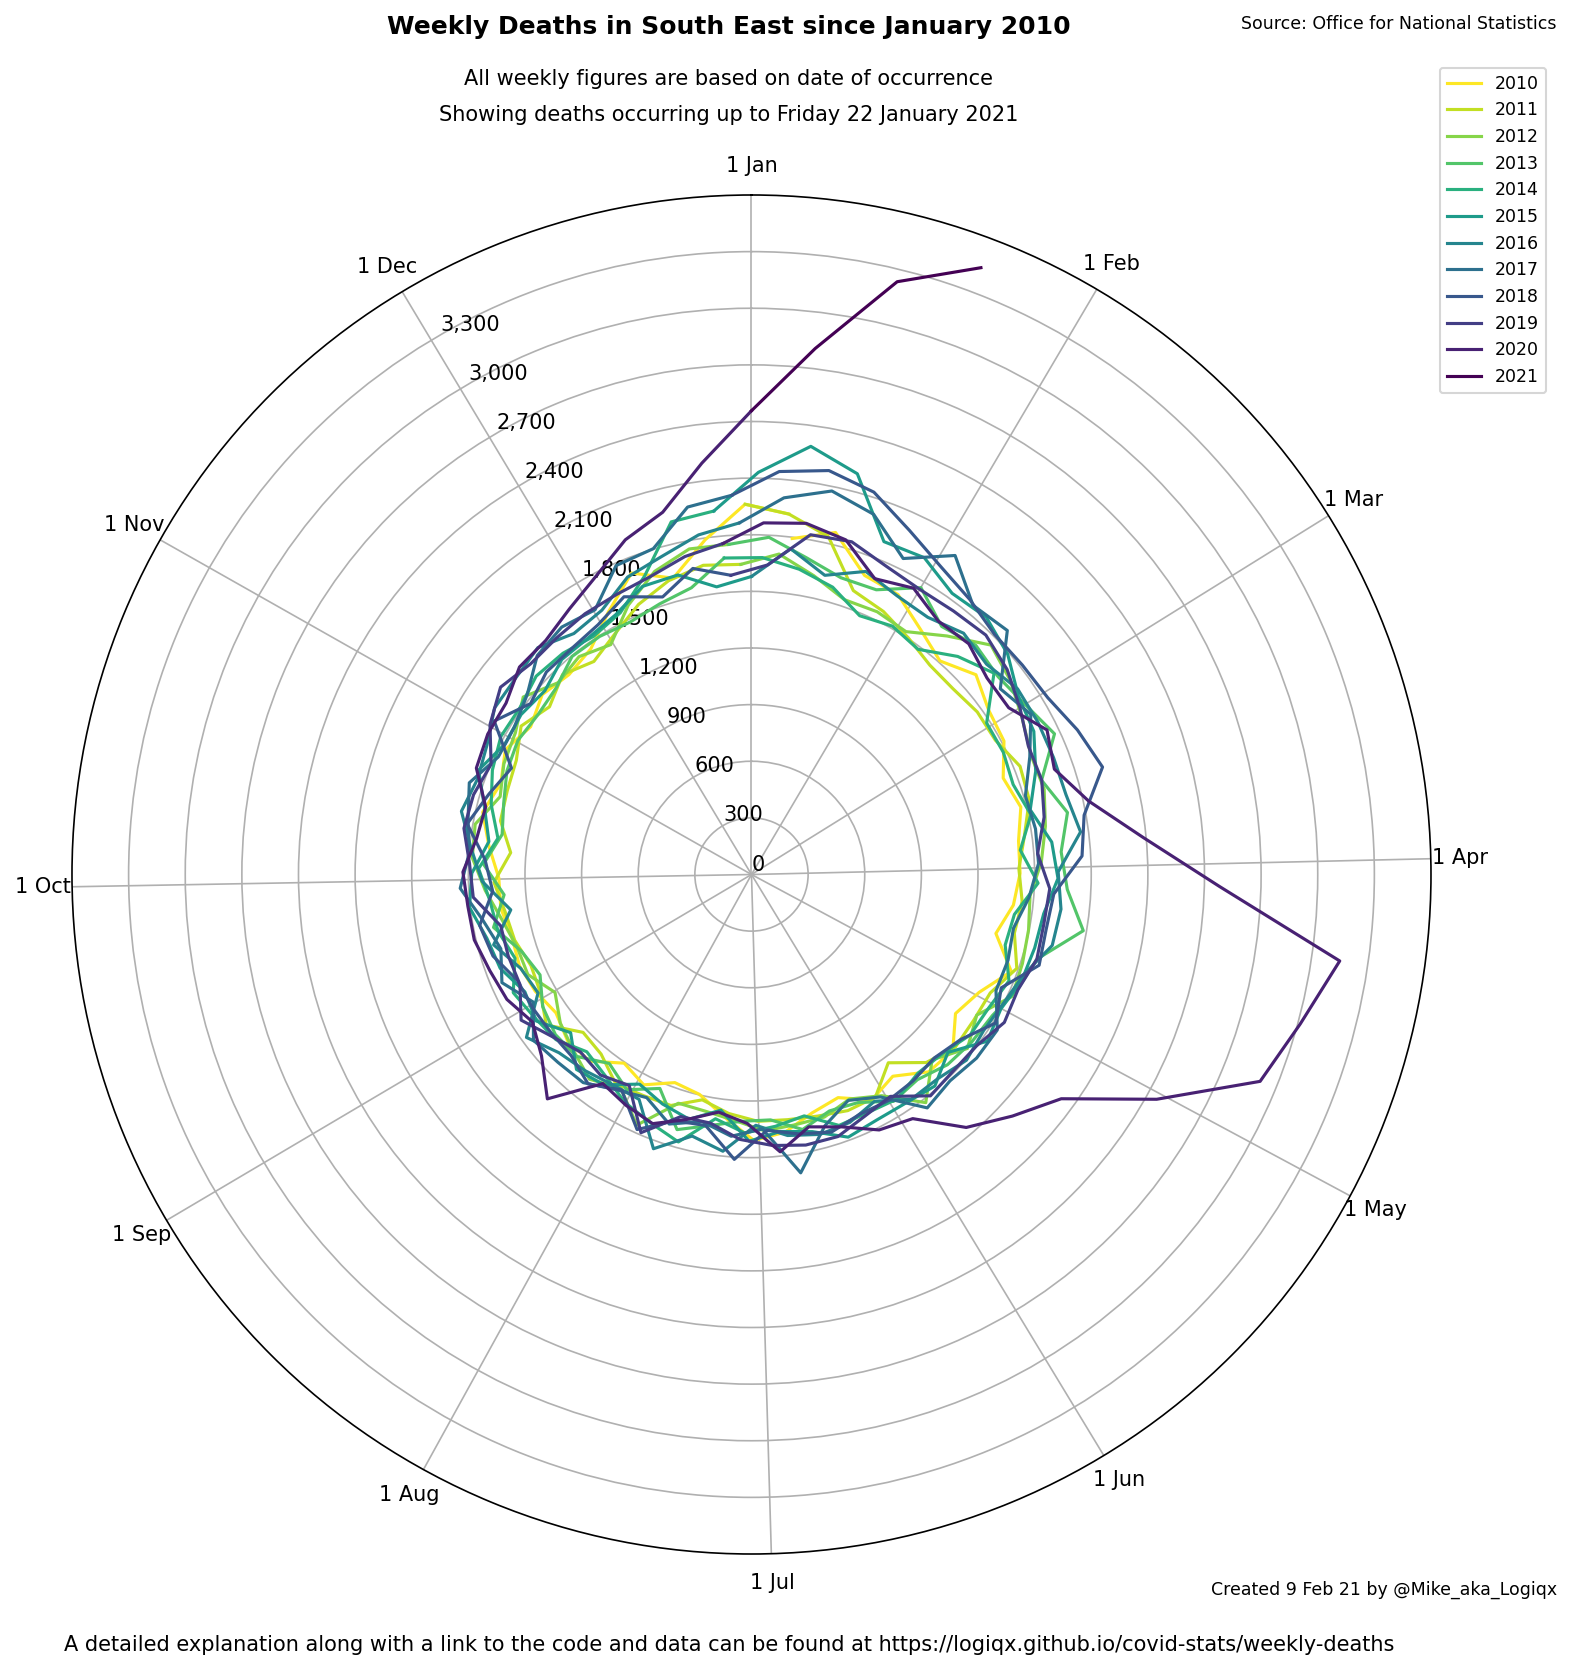 Weekly Deaths in South East since January 2010
Source: Office for National Statistics
All weekly figures are based on date of occurrence
Showing deaths occurring up to Friday 22 January 2021
2010
2011
2012
2013
2014
2015
2016
2017
2018
2019
2020
2021
1 Jan
1 Feb
1 Mar
1 Apr
1 May
1 Jun
1 Jul
1 Aug
1 Sep
1 Oct
1 Nov
1 Dec
3,300
3,000
2,700
2,400
2,100
1,800
1,500
1,200
900
600
300
0
Created 9 Feb 21 by @Mike_aka_Logiqx
A detailed explanation along with a link to the code and data can be found at https://logiqx.github.io/covid-stats/weekly-deaths